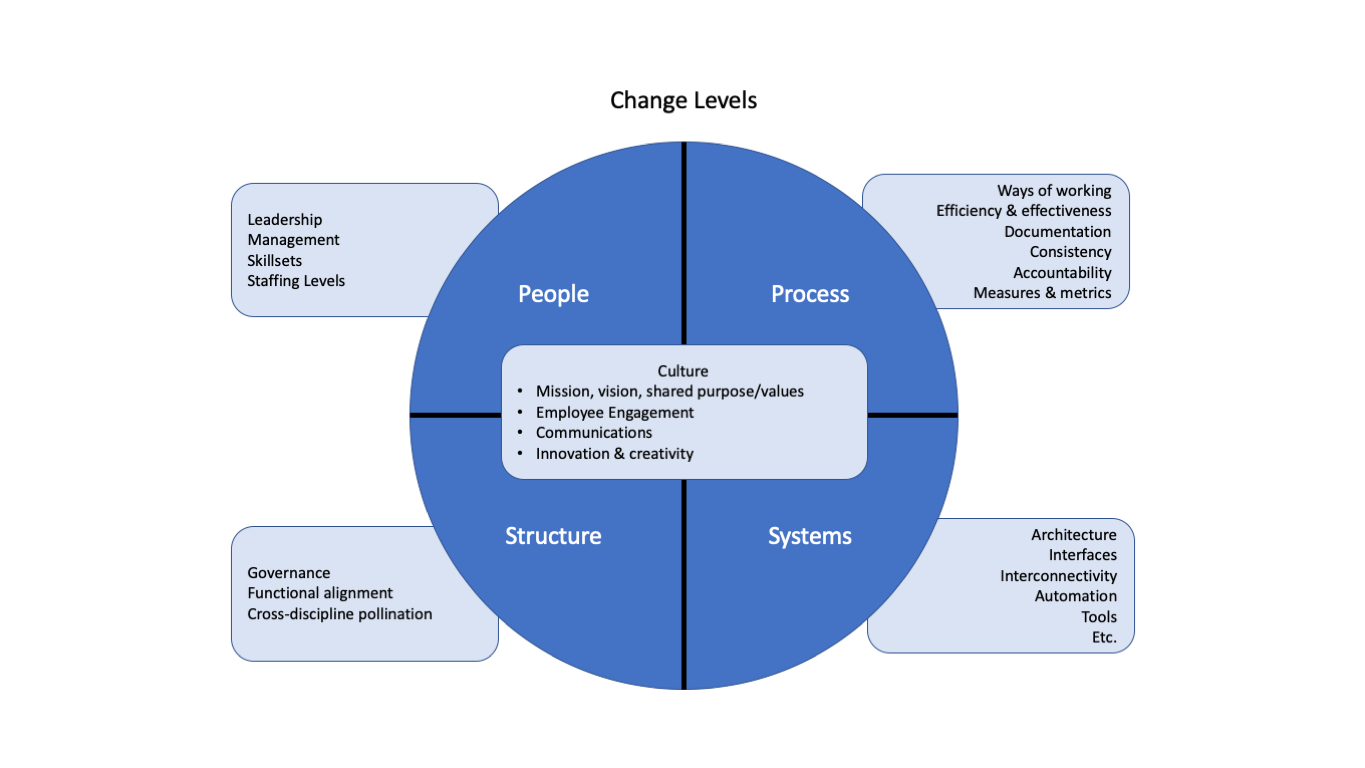 Change Levels
Leadership
Management
Skillsets
Staffing Levels
Ways of working
Efficiency & effectiveness
Documentation
Consistency
Accountability
Measures & metrics
People
Process
Culture
• Mission, vision, shared purpose/values
• Employee Engagement
• Communications
• Innovation & creativity
Structure
Systems
Governance
Functional alignment
Cross-discipline pollination
Architecture
Interfaces
Interconnectivity
Automation
Tools
Etc.